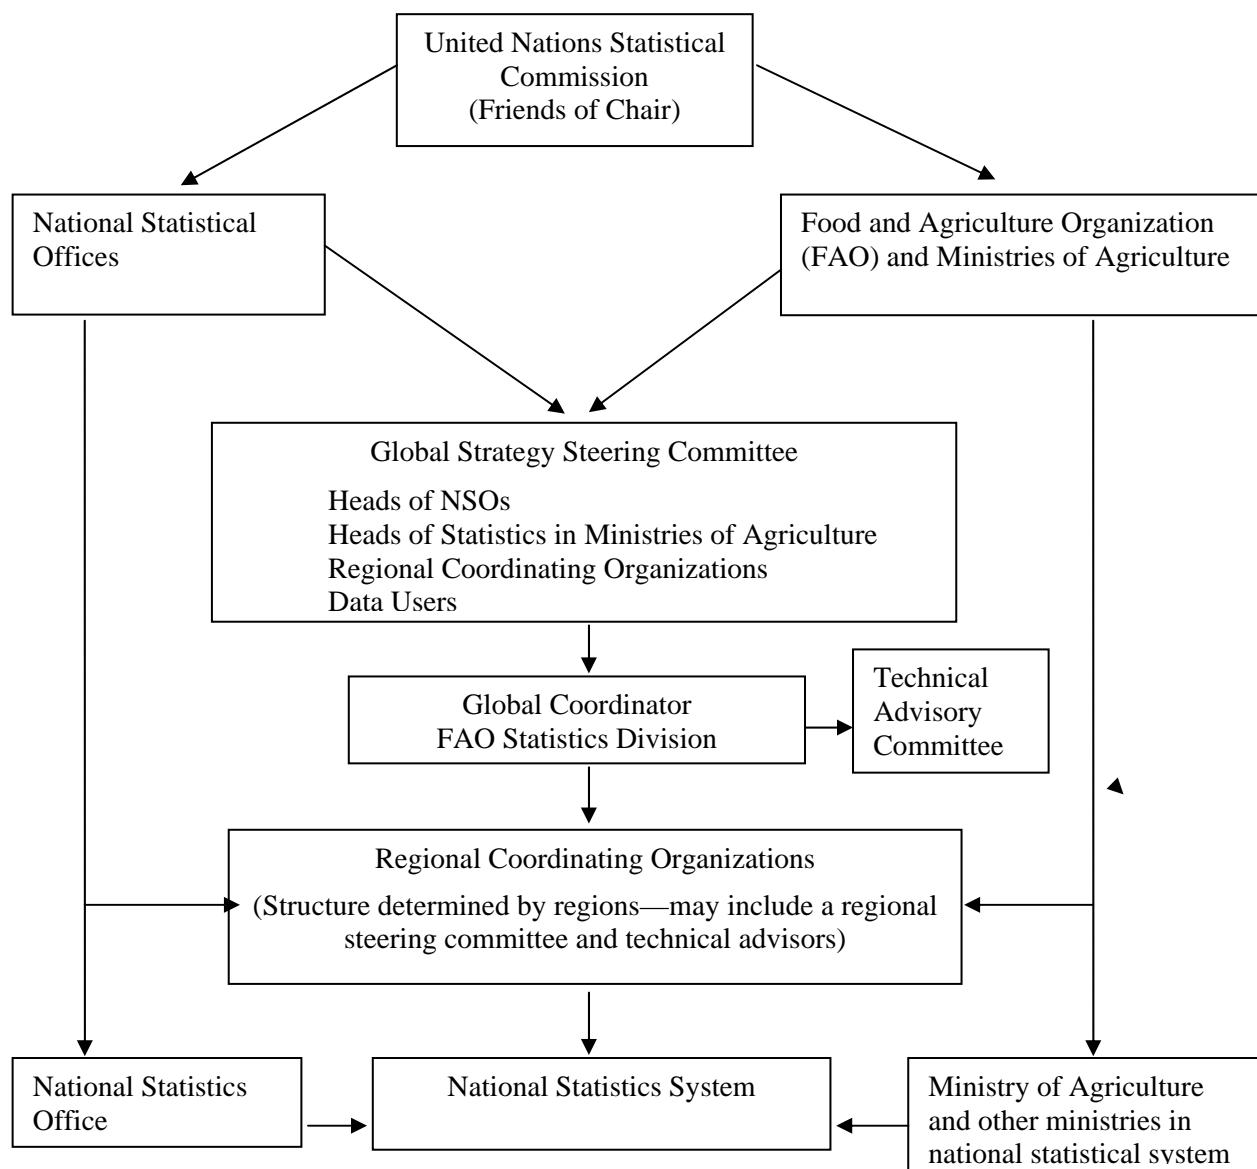 United Nations Statistical
Commission
(Friends of Chair)
National Statistical
Offices
Food and Agriculture Organization
(FAO) and Ministries of Agriculture
Global Strategy Steering Committee
Heads of NSOs
Heads of Statistics in Ministries of Agriculture
Regional Coordinating Organizations
Data Users
Global Coordinator
FAO Statistics Division
Technical
Advisory
Committee
Regional Coordinating Organizations
(Structure determined by regions—may include a regional
steering committee and technical advisors)
National Statistics
Office
National Statistics System
Ministry of Agriculture
and other ministries in
national statistical system